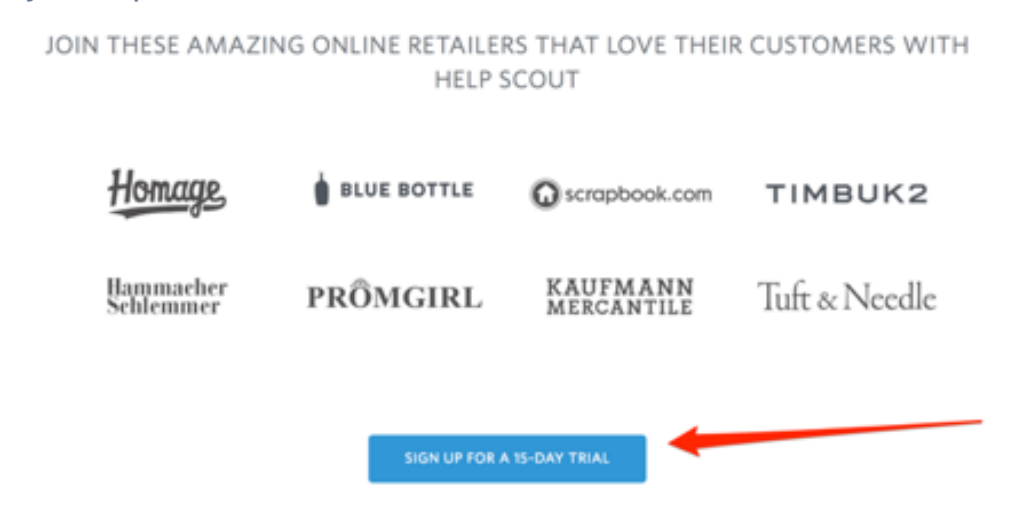 JOIN THESE AMAZING ONLINE RETAILERS THAT LOVE THEIR CUSTOMERS WITH
HELP SCOUT
Homage
BLUE BOTTLE
scrapbook.com
TIMBUK2
Hammacher
Schlemmer
PRÔMGIRL
KAUFMANN
MERCANTILE
Tuft & Needle
SIGN UP FOR A 15-DAY TRIAL